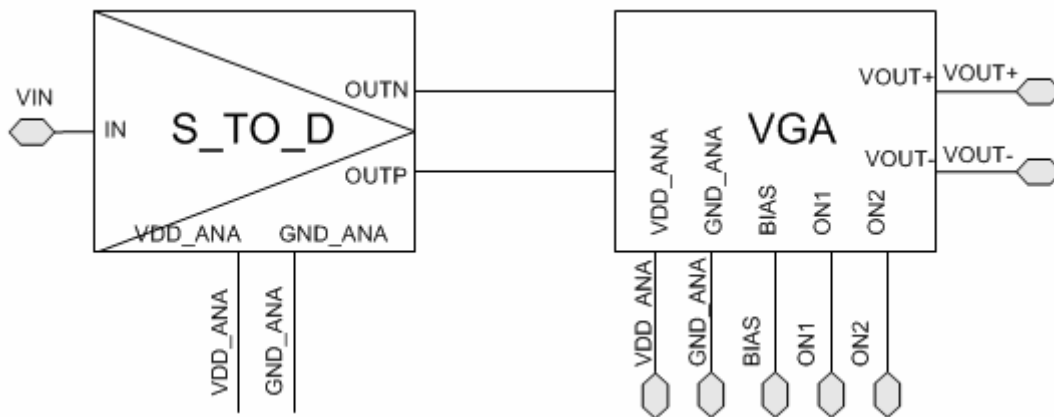 VIN
IN
S_TO_D
OUTN
OUTP
VDD_ANA
GND_ANA
VDD_ANA
GND_ANA
VGA
VOUT+
VOUT+
VOUT-
VOUT-
VDD_ANA
GND_ANA
BIAS
ON1
ON2
VDD_ANA
GND_ANA
BIAS
ON1
ON2